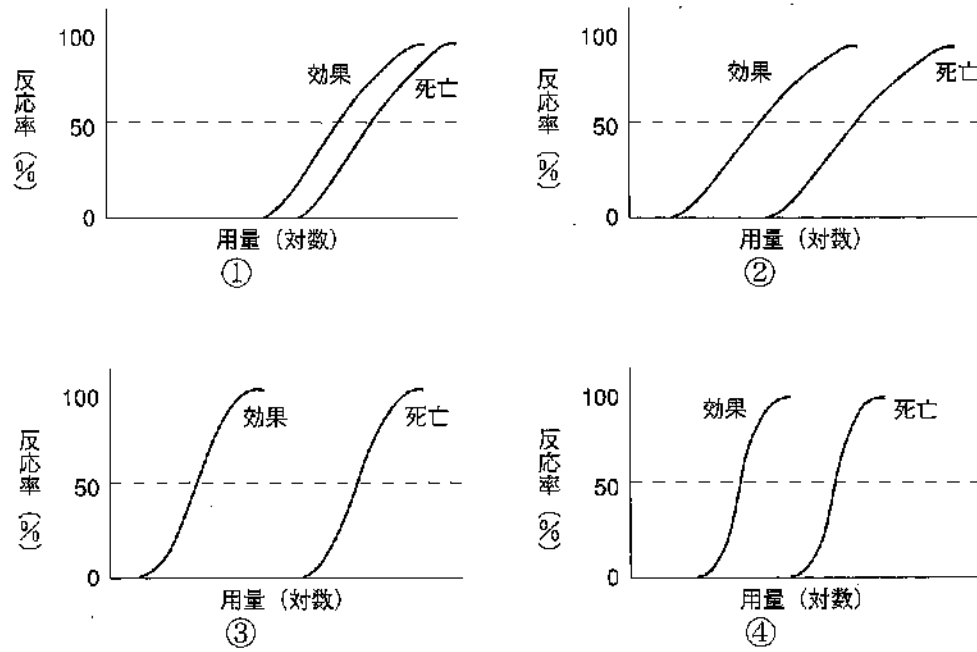 100
50
0
反応率（%）
効果
死亡
用量（対数）
①
100
50
0
反応率（%）
効果
死亡
用量（対数）
②
100
50
0
反応率（%）
効果
死亡
用量（対数）
③
100
50
0
反応率（%）
効果
死亡
用量（対数）
④